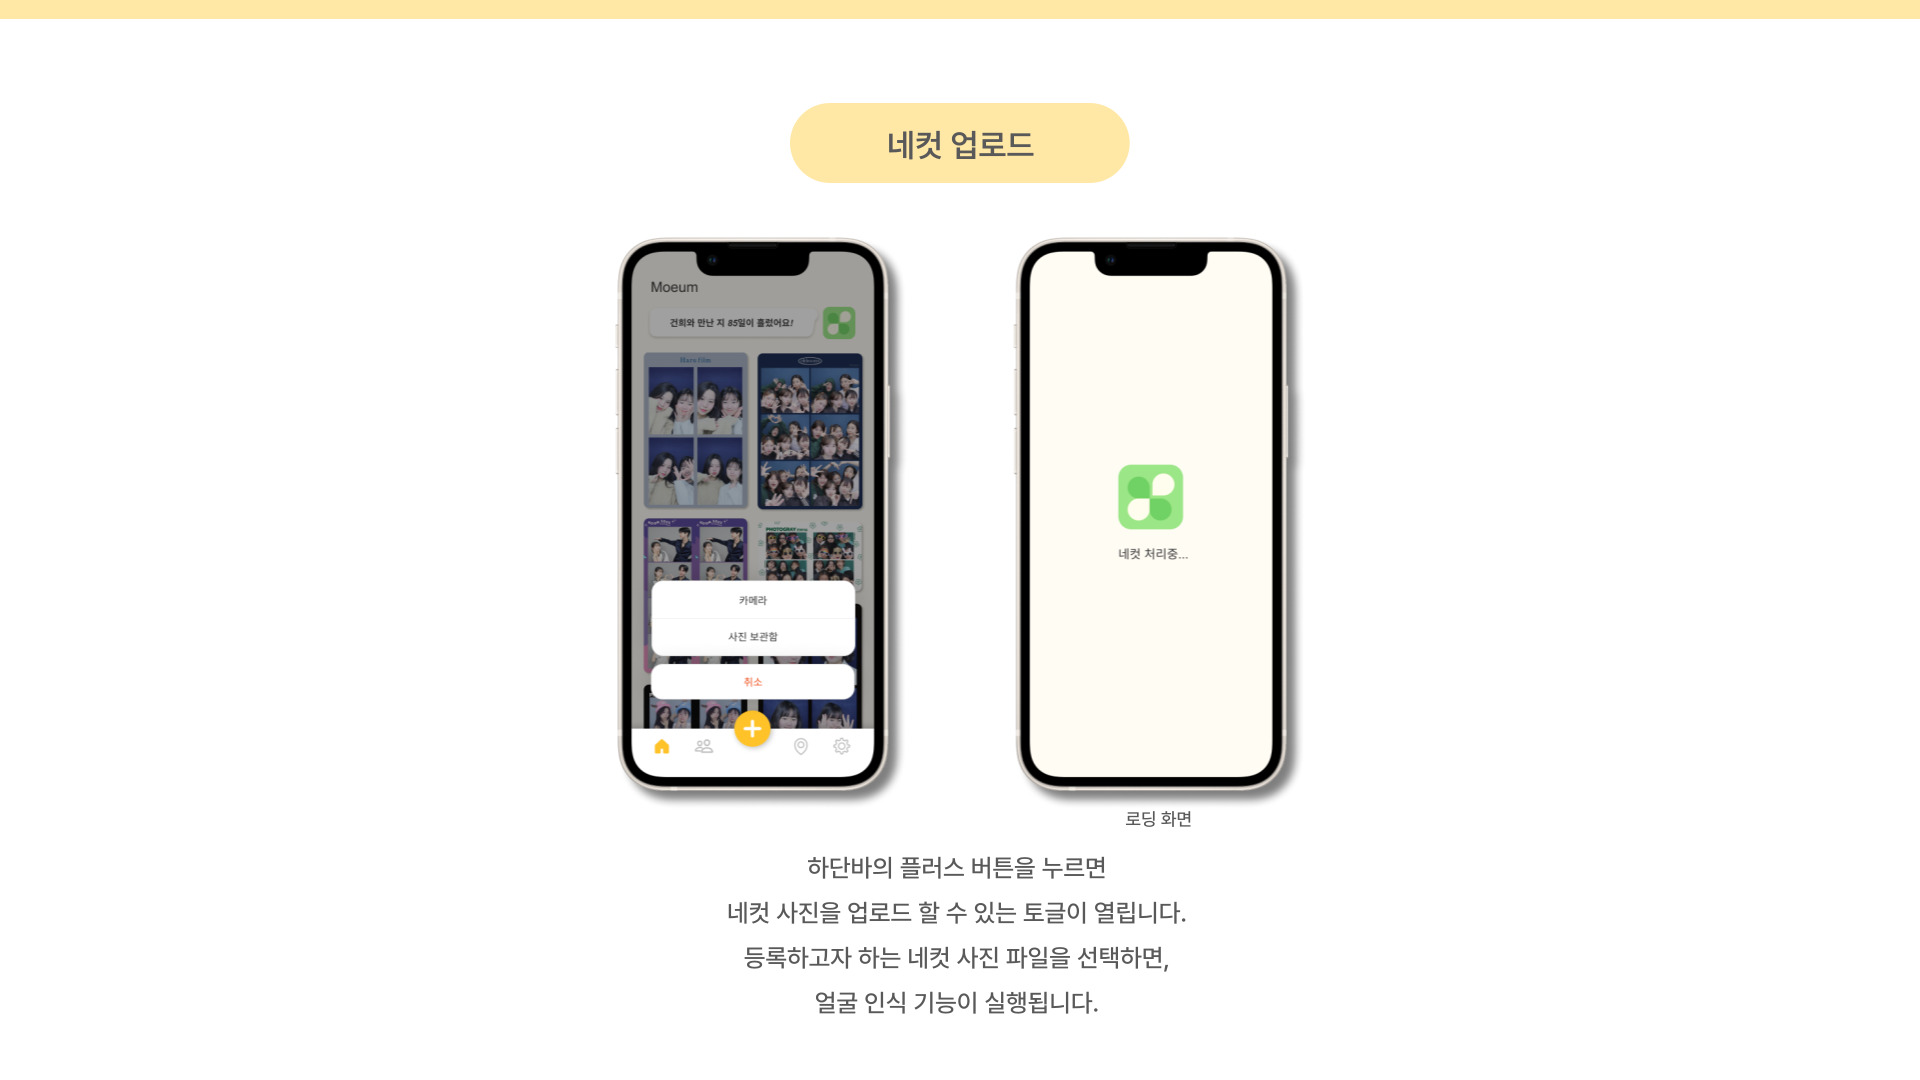 네컷 업로드
Moeum
건희와 만난 지 85일이 흘렀어요!
PHOTOGRAY
카메라
사진 보관함
취소
네컷 처리중...
로딩 화면
하단바의 플러스 버튼을 누르면
네컷 사진을 업로드 할 수 있는 토글이 열립니다.
등록하고자 하는 네컷 사진 파일을 선택하면,
얼굴 인식 기능이 실행됩니다.